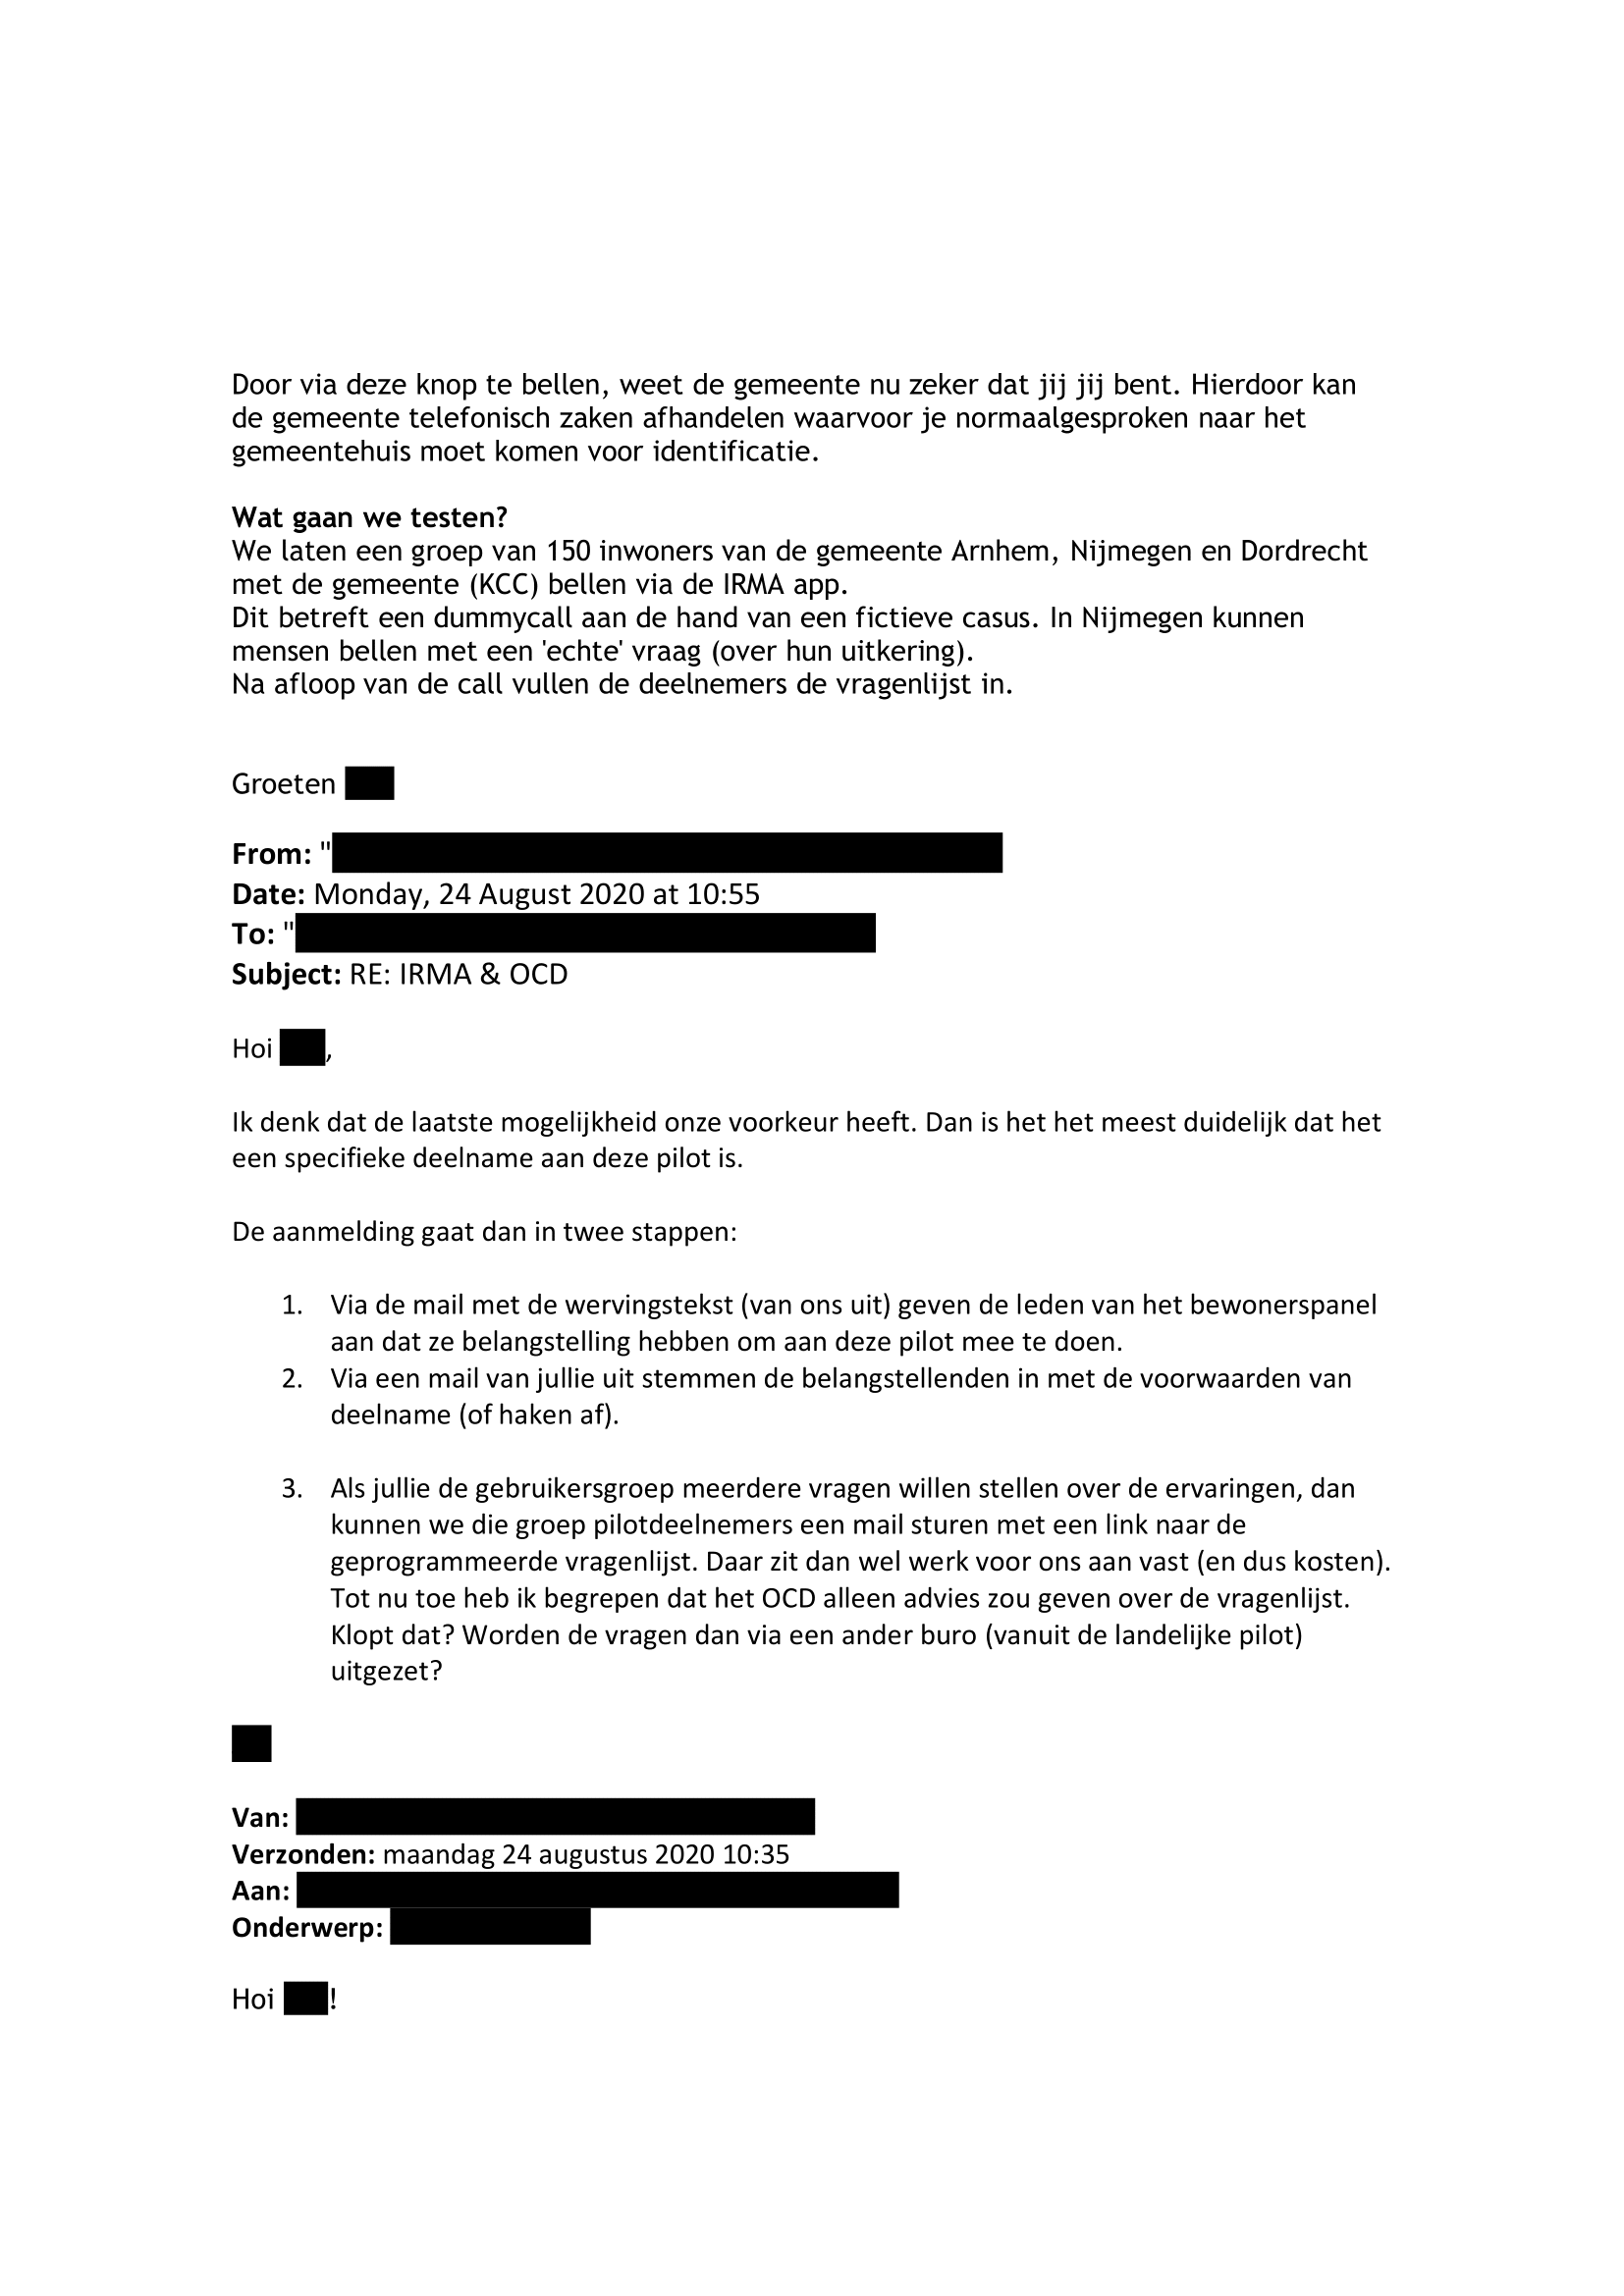 Door via deze knop te bellen, weet de gemeente nu zeker dat jij jij bent. Hierdoor kan
de gemeente telefonisch zaken afhandelen waarvoor je normaalgesproken naar het
gemeentehuis moet komen voor identificatie.
Wat gaan we testen?
We laten een groep van 150 inwoners van de gemeente Arnhem, Nijmegen en Dordrecht
met de gemeente (KCC) bellen via de IRMA app.
Dit betreft een dummycall aan de hand van een fictieve casus. In Nijmegen kunnen
mensen bellen met een 'echte' vraag (over hun uitkering).
Na afloop van de call vullen de deelnemers de vragenlijst in.
Groeten
From: "
Date: Monday, 24 August 2020 at 10:55
To: "
Subject: RE: IRMA & OCD
Hoi ,
Ik denk dat de laatste mogelijkheid onze voorkeur heeft. Dan is het het meest duidelijk dat het
een specifieke deelname aan deze pilot is.
De aanmelding gaat dan in twee stappen:
1. Via de mail met de wervingstekst (van ons uit) geven de leden van het bewonerspanel
aan dat ze belangstelling hebben om aan deze pilot mee te doen.
2. Via een mail van jullie uit stemmen de belangstellenden in met de voorwaarden van
deelname (of haken af).
3. Als jullie de gebruikersgroep meerdere vragen willen stellen over de ervaringen, dan
kunnen we die groep pilotdeelnemers een mail sturen met een link naar de
geprogrammeerde vragenlijst. Daar zit dan wel werk voor ons aan vast (en dus kosten).
Tot nu toe heb ik begrepen dat het OCD alleen advies zou geven over de vragenlijst.
Klopt dat? Worden de vragen dan via een ander buro (vanuit de landelijke pilot)
uitgezet?
Van:
Verzonden: maandag 24 augustus 2020 10:35
Aan:
Onderwerp:
Hoi !